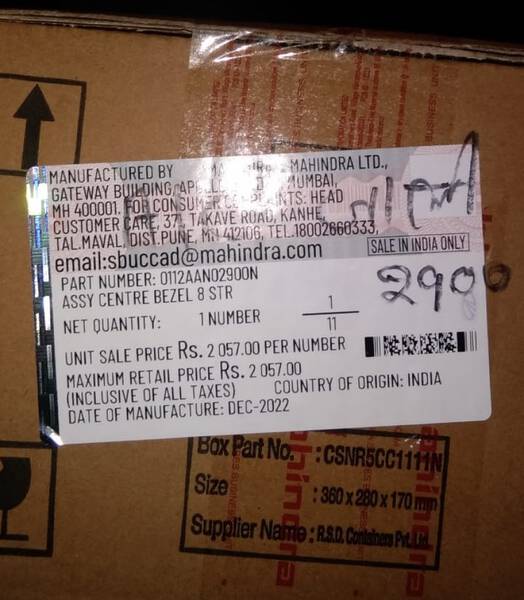 MANUFACTURED BY MAHINDRA LTD.,
GATEWAY BUILDING, MUMBAI,
MH 400001. FOR CONSUMER COMPLAINTS: HEAD
CUSTOMER CARE, 371, TAKAVE ROAD, KANHE,
TAL.MAVAL, DIST.PUNE, MH 412106, TEL.18002660333,
email:sbuccad@mahindra.com
SALE IN INDIA ONLY
PART NUMBER: 0112AAN02900N
ASSY CENTRE BEZEL 8 STR
2900
NET QUANTITY: 1 NUMBER
1
11
UNIT SALE PRICE Rs. 2 057.00 PER NUMBER
MAXIMUM RETAIL PRICE Rs. 2 057.00
(INCLUSIVE OF ALL TAXES) COUNTRY OF ORIGIN: INDIA
DATE OF MANUFACTURE: DEC-2022
Box Part No. : CSNR5CC1111N
Size : 360 x 280 x 170 mm
Supplier Name : R.S.D. Containers Pvt. Ltd.